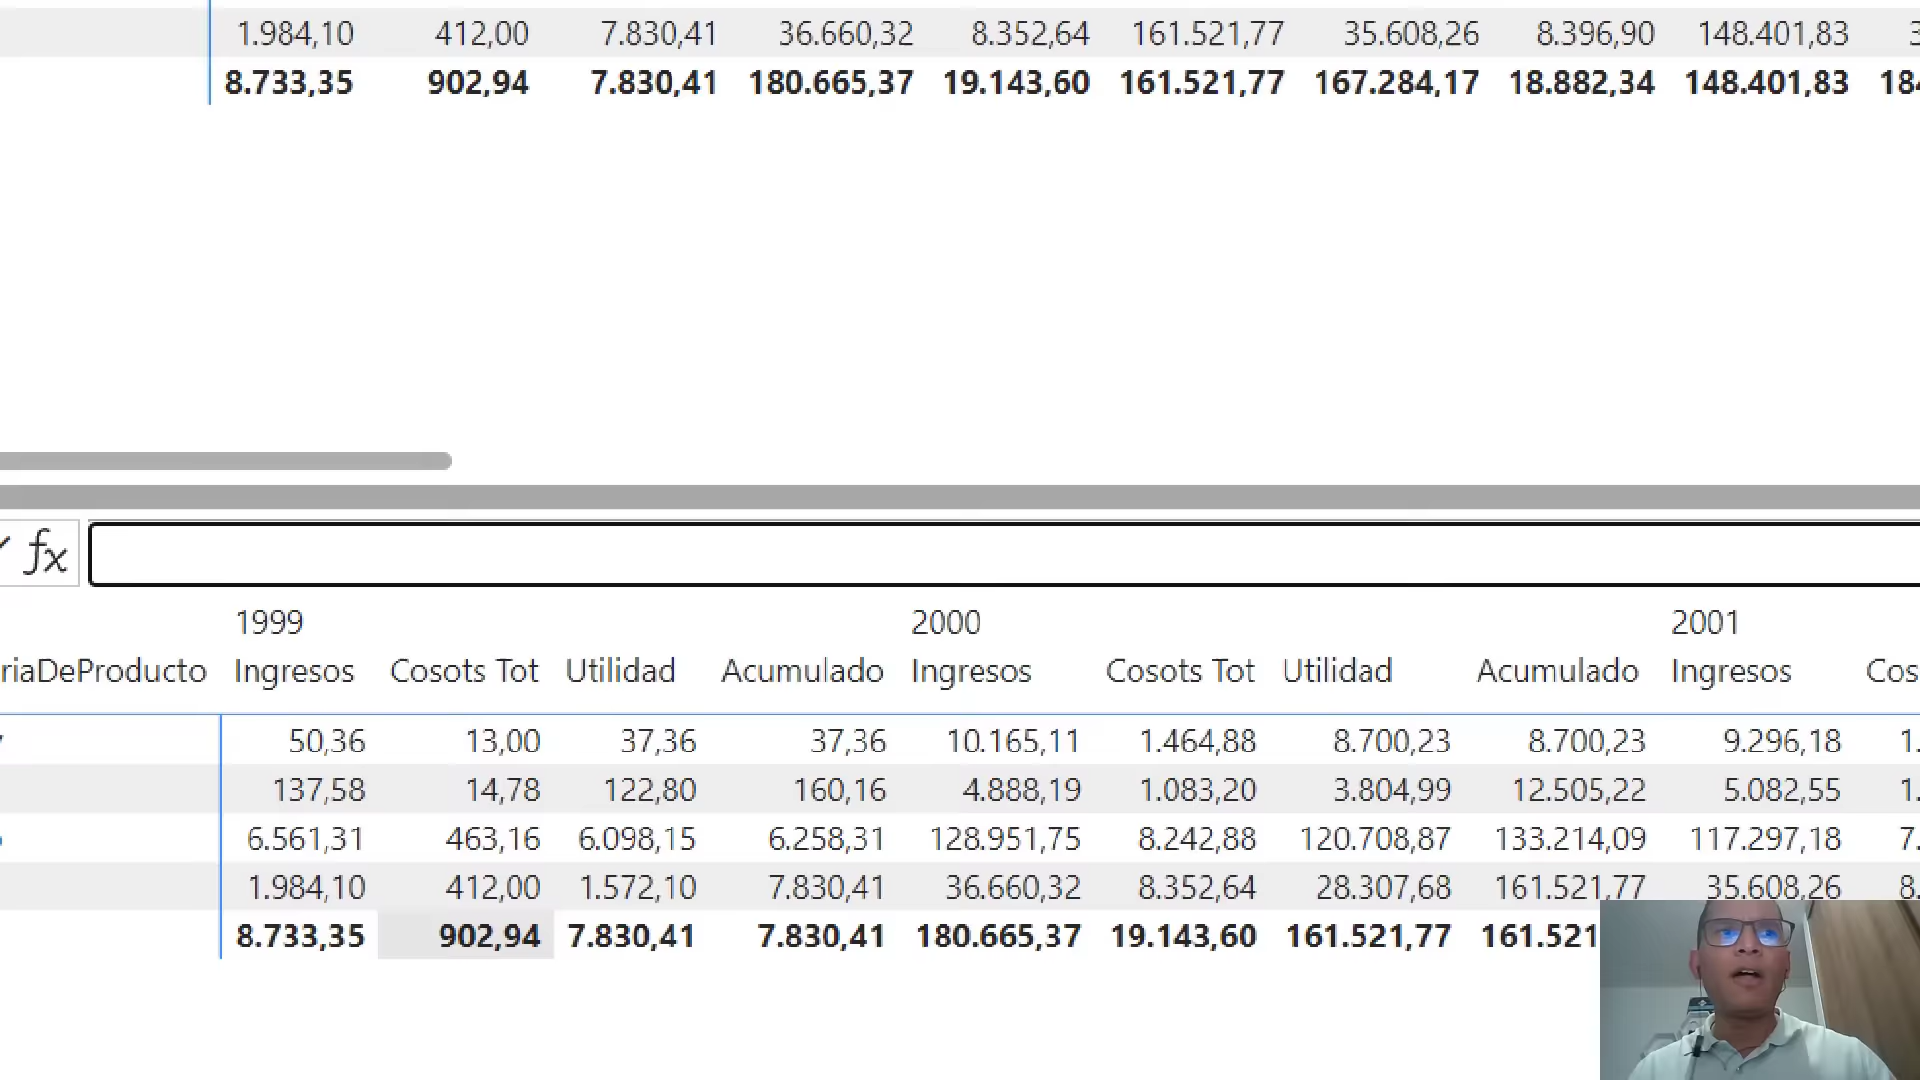 1.984,10 412,00 7.830,41 36.660,32 8.352,64 161.521,77 35.608,26 8.396,90 148.401,83
8.733,35 902,94 7.830,41 180.665,37 19.143,60 161.521,77 167.284,17 18.882,34 148.401,83
fx
1999 2000 2001
riaDeProducto Ingresos Cosots Tot Utilidad Acumulado Ingresos Cosots Tot Utilidad Acumulado Ingresos Cos
50,36 13,00 37,36 37,36 10.165,11 1.464,88 8.700,23 8.700,23 9.296,18 1.
137,58 14,78 122,80 160,16 4.888,19 1.083,20 3.804,99 12.505,22 5.082,55 1.
6.561,31 463,16 6.098,15 6.258,31 128.951,75 8.242,88 120.708,87 133.214,09 117.297,18 7.
1.984,10 412,00 1.572,10 7.830,41 36.660,32 8.352,64 28.307,68 161.521,77 35.608,26 8.
8.733,35 902,94 7.830,41 7.830,41 180.665,37 19.143,60 161.521,77 161.521